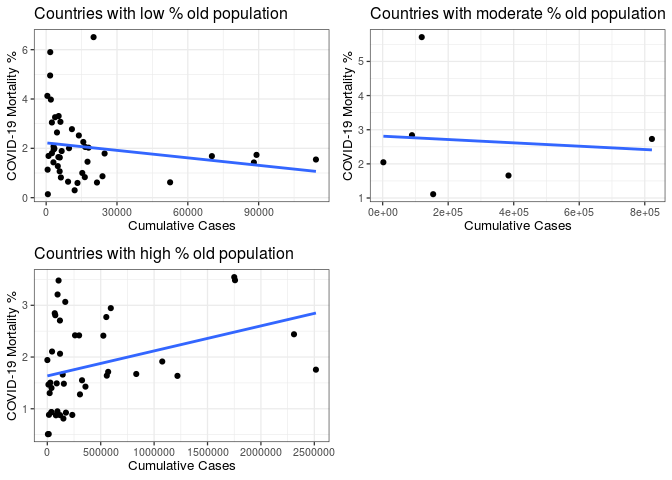 Countries with low % old population
COVID-19 Mortality %
6
4
2
0
0 30000 60000 90000
Cumulative Cases
Countries with moderate % old population
COVID-19 Mortality %
5
4
3
2
1
0e+00 2e+05 4e+05 6e+05 8e+05
Cumulative Cases
Countries with high % old population
COVID-19 Mortality %
3
2
1
0 500000 1000000 1500000 2000000 2500000
Cumulative Cases